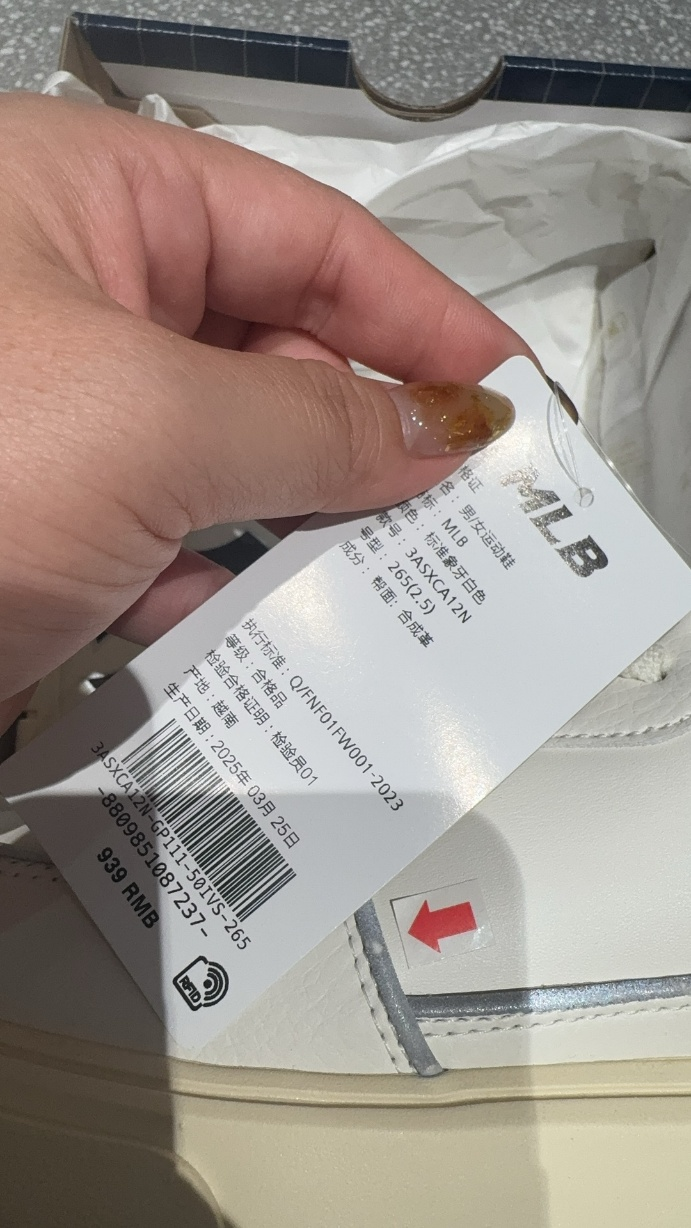 MLB
格证
名：男/女运动鞋
标：MLB
颜色：标准象牙白色
款号：3ASXCA12N
号型：265(2.5)
成分：帮面：合成革
执行标准：Q/FNF01FW001-2023
等级：合格品
检验合格证明：检验员01
产地：越南
生产日期：2025年 03月 25日
3ASXCA12N-GP111-50IVS-265
-8809851087237-
939 RMB
RFID